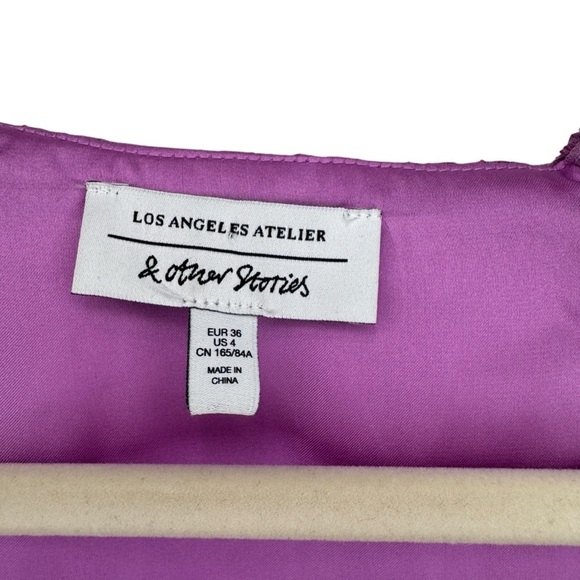 LOS ANGELES ATELIER
& other Stories
EUR 36
US 4
CN 165/84A
MADE IN
CHINA